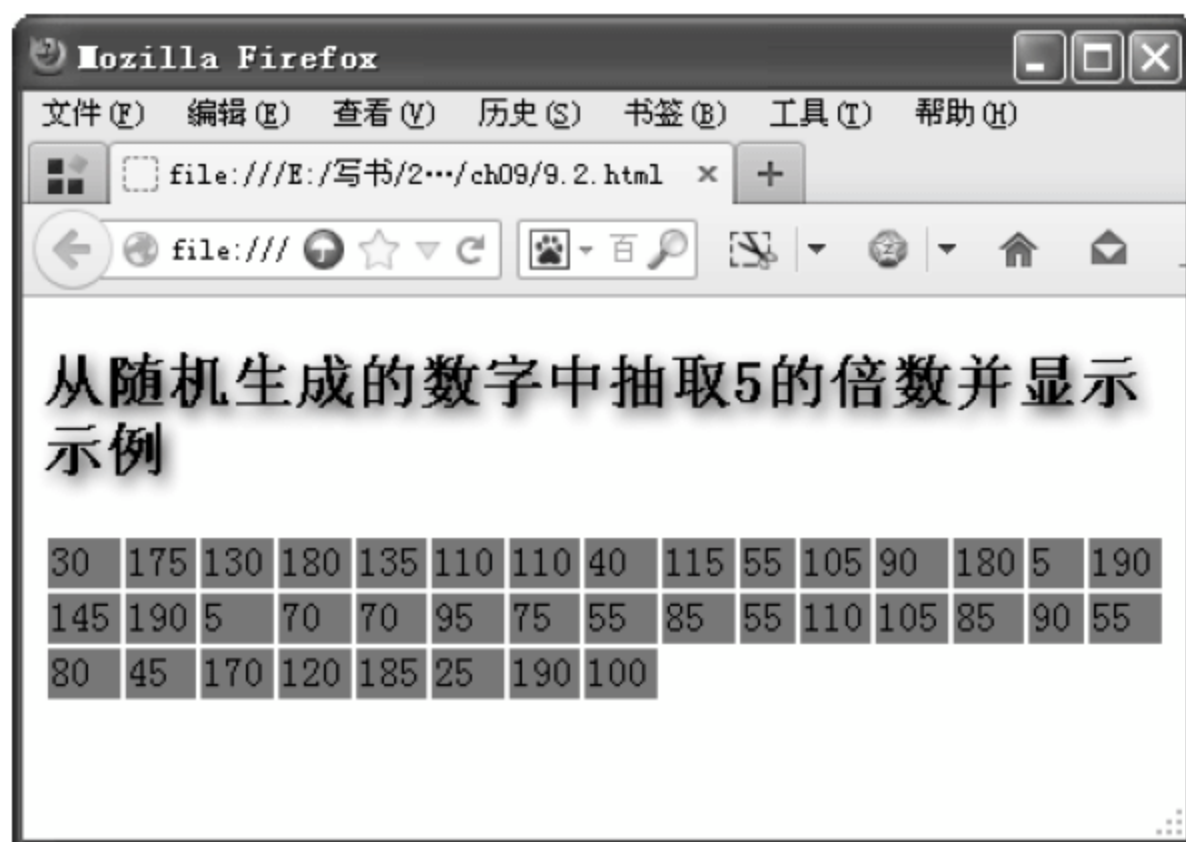 Mozilla Firefox
文件(F) 编辑(E) 查看(V) 历史(S) 书签(B) 工具(T) 帮助(H)
file:///E:/写书/2…/ch09/9.2.html
file:/// 百
从随机生成的数字中抽取5的倍数并显示
示例
30 175 130 180 135 110 110 40 115 55 105 90 180 5 190
145 190 5 70 70 95 75 55 85 55 110 105 85 90 55
80 45 170 120 185 25 190 100